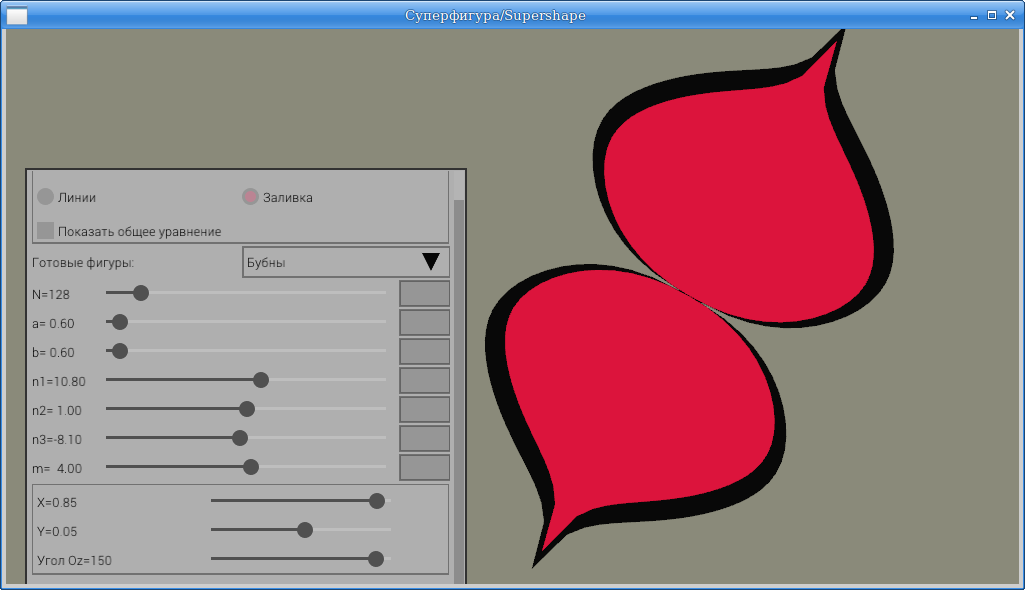 Суперфигура/Supershape
Линии
Заливка
Показать общее уравнение
Готовые фигуры:
Бубны
N=128
a= 0.60
b= 0.60
n1=10.80
n2= 1.00
n3=-8.10
m=  4.00
X=0.85
Y=0.05
Угол Oz=150